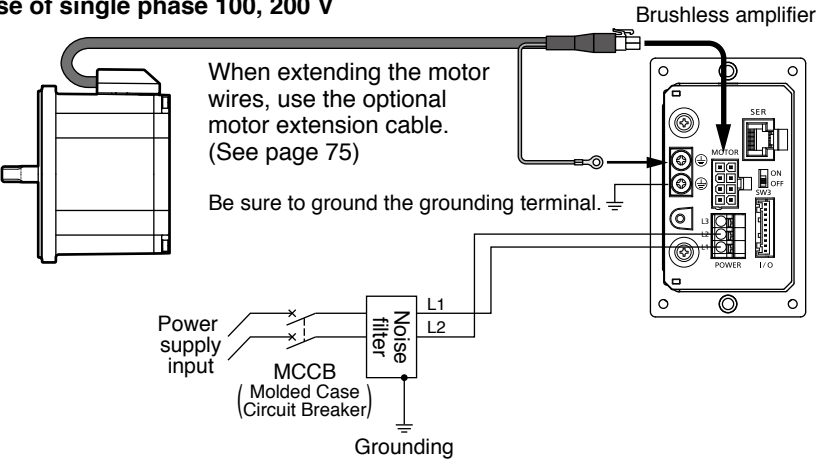 se of single phase 100, 200 V
Brushless amplifier
When extending the motor
wires, use the optional
motor extension cable.
(See page 75)
Be sure to ground the grounding terminal.
SER
MOTOR
ON
OFF
SW3
L3
L2
L1
POWER
I/O
L1
L2
Noise
filter
Power
supply
input
MCCB
(Molded Case
Circuit Breaker)
Grounding